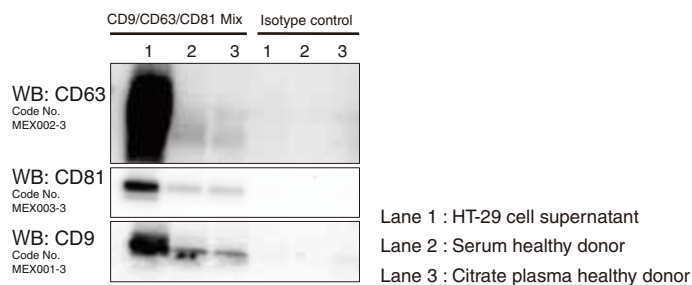 CD9/CD63/CD81 Mix Isotype control
1 2 3 1 2 3
WB: CD63
Code No.
MEX002-3
WB: CD81
Code No.
MEX003-3
WB: CD9
Code No.
MEX001-3
Lane 1 : HT-29 cell supernatant
Lane 2 : Serum healthy donor
Lane 3 : Citrate plasma healthy donor